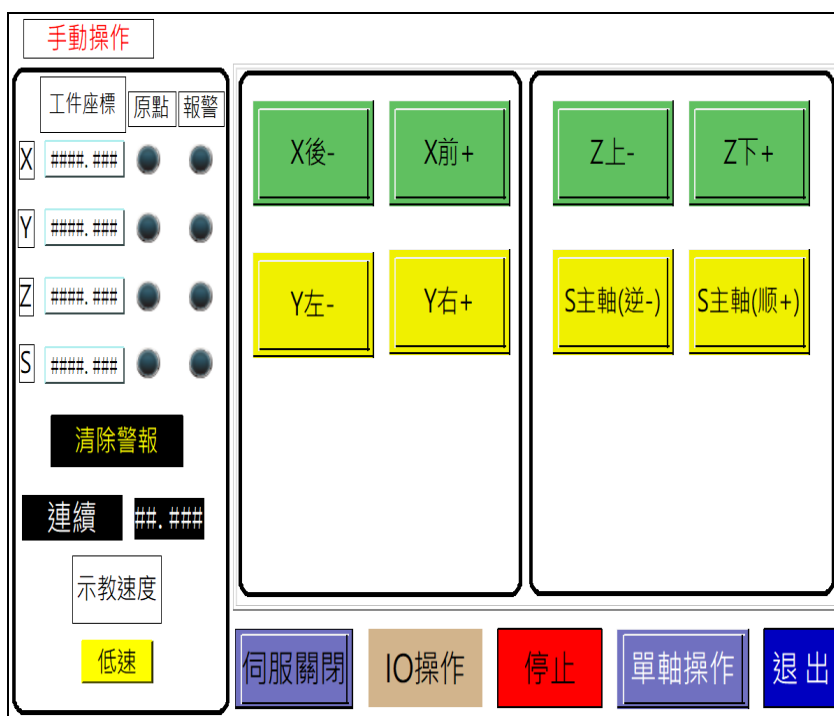 手動操作
工件座標 原點 報警
X ####.###
Y ####.###
Z ####.###
S ####.###
清除警報
連續 ##.###
示教速度
低速
X後- X前+
Y左- Y右+
Z上- Z下+
S主軸(逆-) S主軸(顺+)
伺服關閉 IO操作 停止 單軸操作 退出